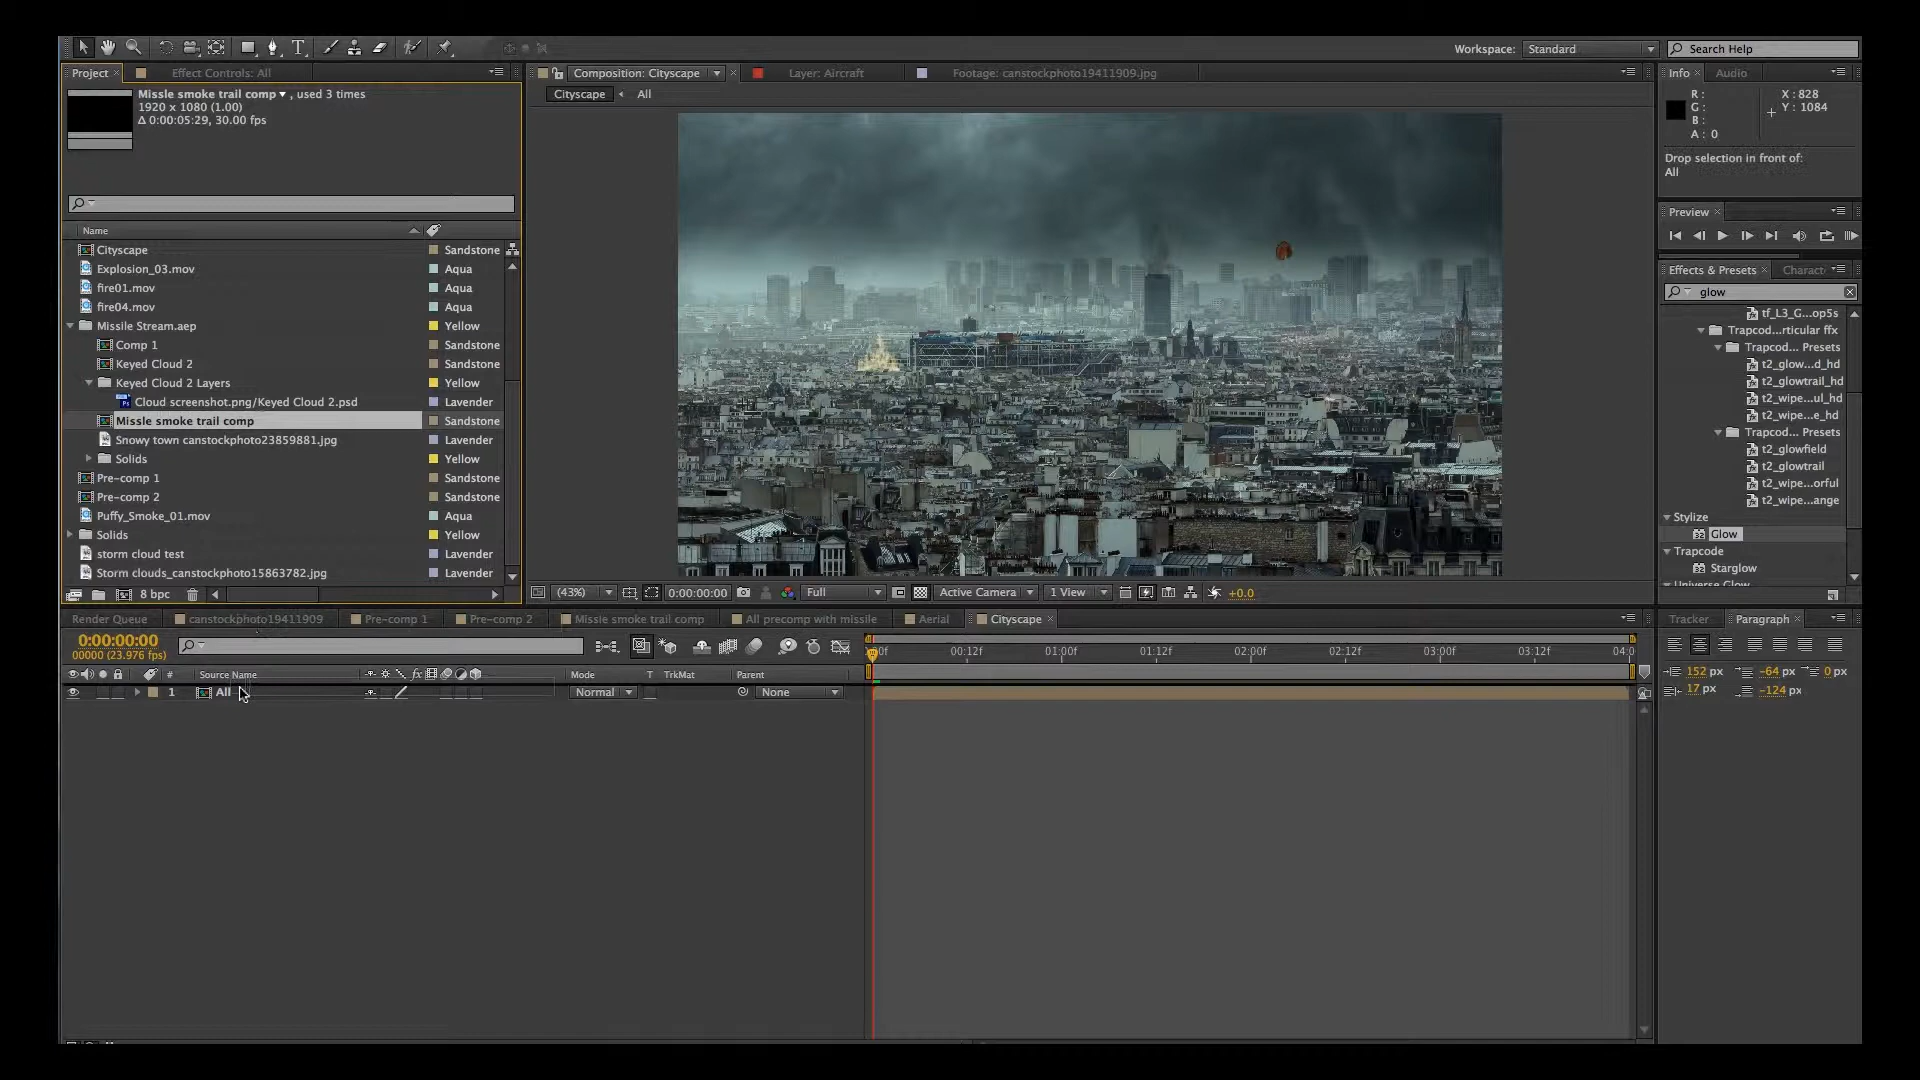 Workspace: Standard
Search Help
Project
Effect Controls: All
Composition: Cityscape
Layer: Aircraft
Footage: canstockphoto19411909.jpg
Info
Audio
Missle smoke trail comp , used 3 times
1920 x 1080 (1.00)
Δ 0:00:05:29, 30.00 fps
Cityscape
All
R :
G :
B :
A : 0
X : 828
Y : 1084
Drop selection in front of:
All
Preview
Name
Cityscape Sandstone
Explosion_03.mov Aqua
fire01.mov Aqua
fire04.mov Aqua
Missile Stream.aep Yellow
Comp 1 Sandstone
Keyed Cloud 2 Sandstone
Keyed Cloud 2 Layers Yellow
Cloud screenshot.png/Keyed Cloud 2.psd Lavender
Missle smoke trail comp Sandstone
Snowy town canstockphoto23859881.jpg Lavender
Solids Yellow
Pre-comp 1 Sandstone
Pre-comp 2 Sandstone
Puffy_Smoke_01.mov Aqua
Solids Yellow
storm cloud test Lavender
Storm clouds_canstockphoto15863782.jpg Lavender
8 bpc
Effects & Presets
Charact
glow
tf_L3_G...op5s
Trapcod...rticular ffx
Trapcod... Presets
t2_glow...d_hd
t2_glowtrail_hd
t2_wipe...ul_hd
t2_wipe...e_hd
Trapcod... Presets
t2_glowfield
t2_glowtrail
t2_wipe...orful
t2_wipe...ange
Stylize
Glow
Trapcode
Starglow
Universe Glow
(43%)
0:00:00:00
Full
Active Camera
1 View
+0.0
Render Queue
canstockphoto19411909
Pre-comp 1
Pre-comp 2
Missle smoke trail comp
All precomp with missile
Aerial
Cityscape
Tracker
Paragraph
0:00:00:00
00000 (23.976 fps)
00:12f
01:00f
01:12f
02:00f
02:12f
03:00f
03:12f
04:0
# Source Name
Mode
T
TrkMat
Parent
1 All
Normal
None
152 px
-64 px
0 px
17 px
-124 px